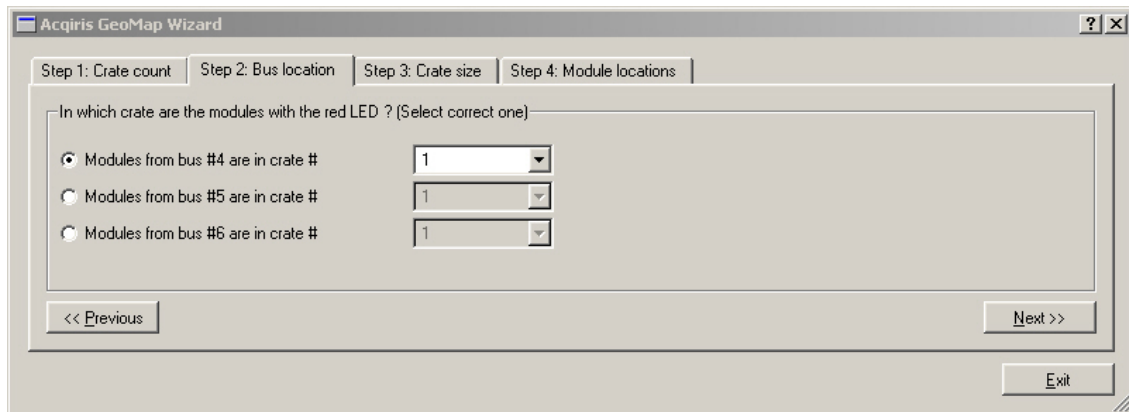 Acqiris GeoMap Wizard
Step 1: Crate count Step 2: Bus location Step 3: Crate size Step 4: Module locations
In which crate are the modules with the red LED ? (Select correct one)
Modules from bus #4 are in crate # 1
Modules from bus #5 are in crate # 1
Modules from bus #6 are in crate # 1
<< Previous Next >>
Exit